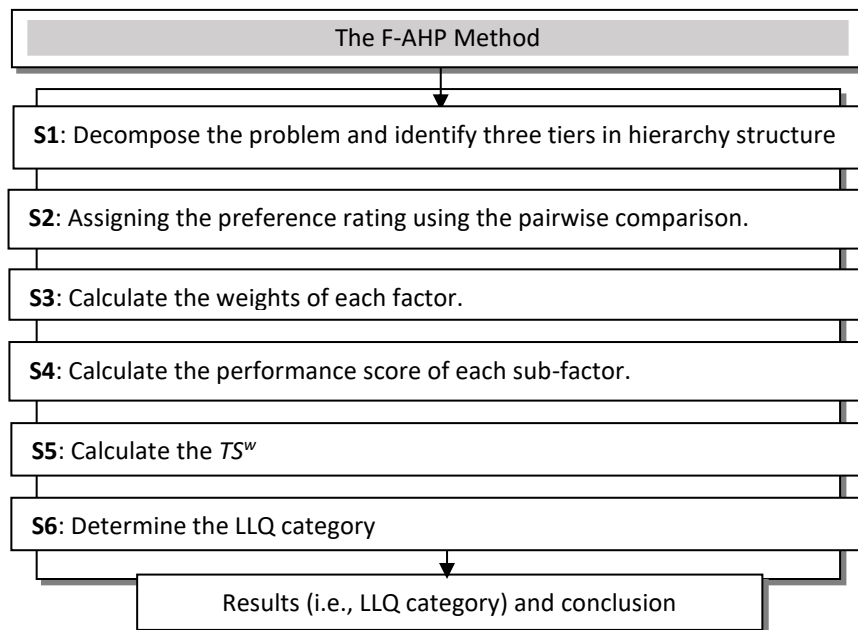 The F-AHP Method
S1: Decompose the problem and identify three tiers in hierarchy structure
S2: Assigning the preference rating using the pairwise comparison.
S3: Calculate the weights of each factor.
S4: Calculate the performance score of each sub-factor.
S5: Calculate the TSʷ
S6: Determine the LLQ category
Results (i.e., LLQ category) and conclusion